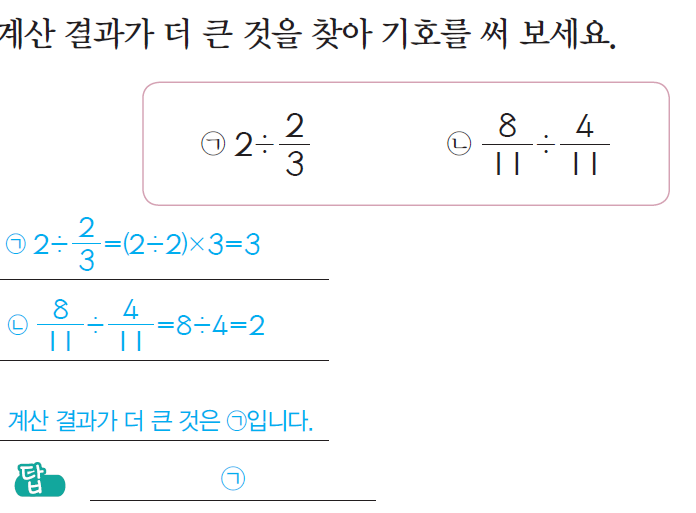 계산 결과가 더 큰 것을 찾아 기호를 써 보세요.
㉠ 2÷2/3 ㉡ 8/11÷4/11
㉠ 2÷2/3=(2÷2)×3=3
㉡ 8/11÷4/11=8÷4=2
계산 결과가 더 큰 것은 ㉠입니다.
답 ㉠